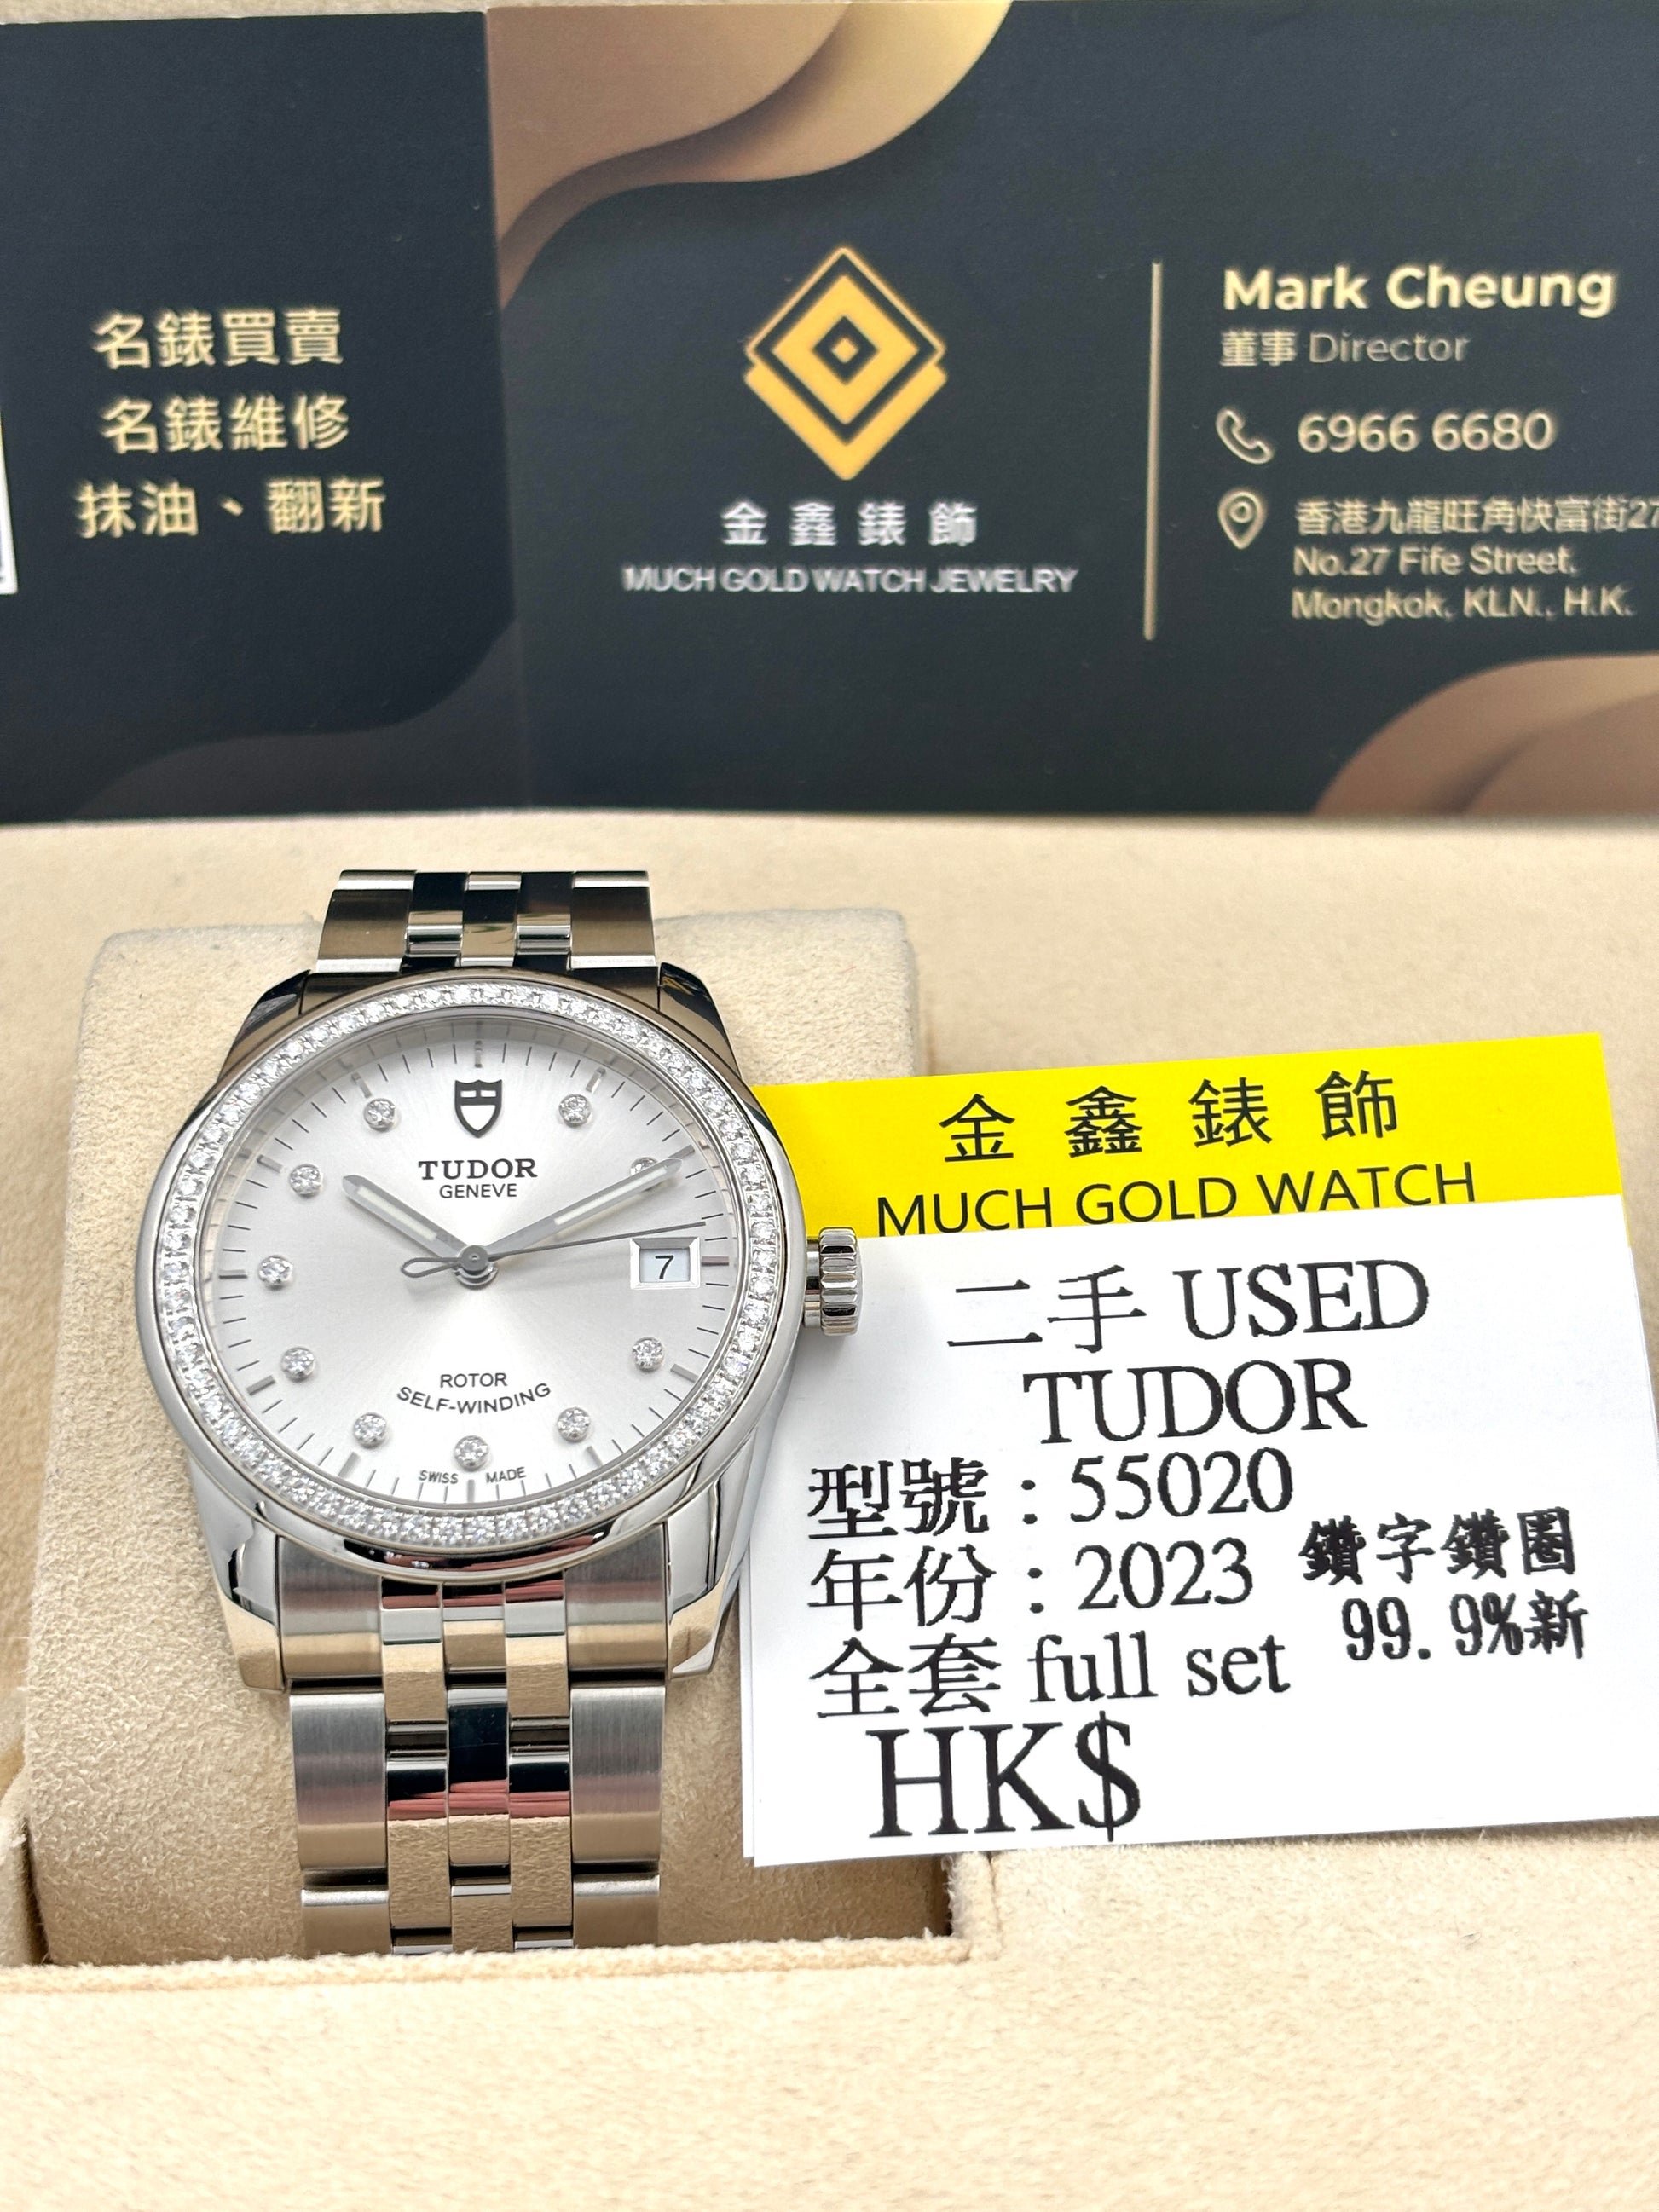 名錶買賣
名錶維修
抹油、翻新
金鑫錶飾
MUCH GOLD WATCH JEWELRY
Mark Cheung
董事 Director
6966 6680
香港九龍旺角快富街27
No.27 Fife Street,
Mongkok, KLN., H.K.
TUDOR
GENEVE
7
ROTOR
SELF-WINDING
SWISS MADE
金鑫錶飾
MUCH GOLD WATCH
二手 USED
TUDOR
型號：55020
年份：2023
鑽字鑽圈
99.9%新
全套 full set
HK$